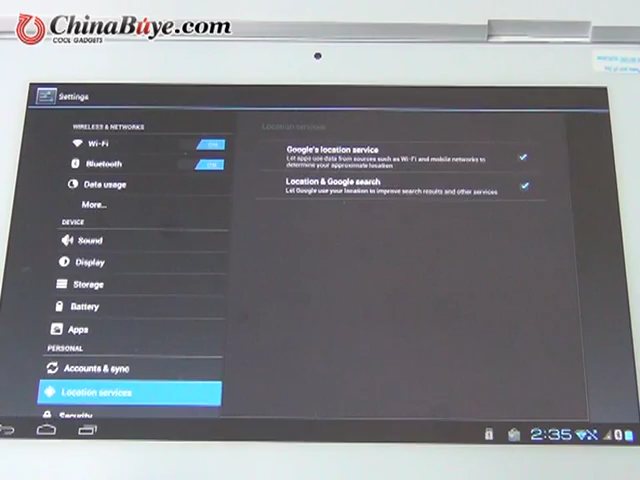 ChinaBuye.com
COOL GADGETS
Settings
WIRELESS & NETWORKS
Wi-Fi
ON
Bluetooth
ON
Data usage
More...
DEVICE
Sound
Display
Storage
Battery
Apps
PERSONAL
Accounts & sync
Location services
Security
Location services
Google's location service
Let apps use data from sources such as Wi-Fi and mobile networks to
determine your approximate location
Location & Google search
Let Google use your location to improve search results and other services
2:35